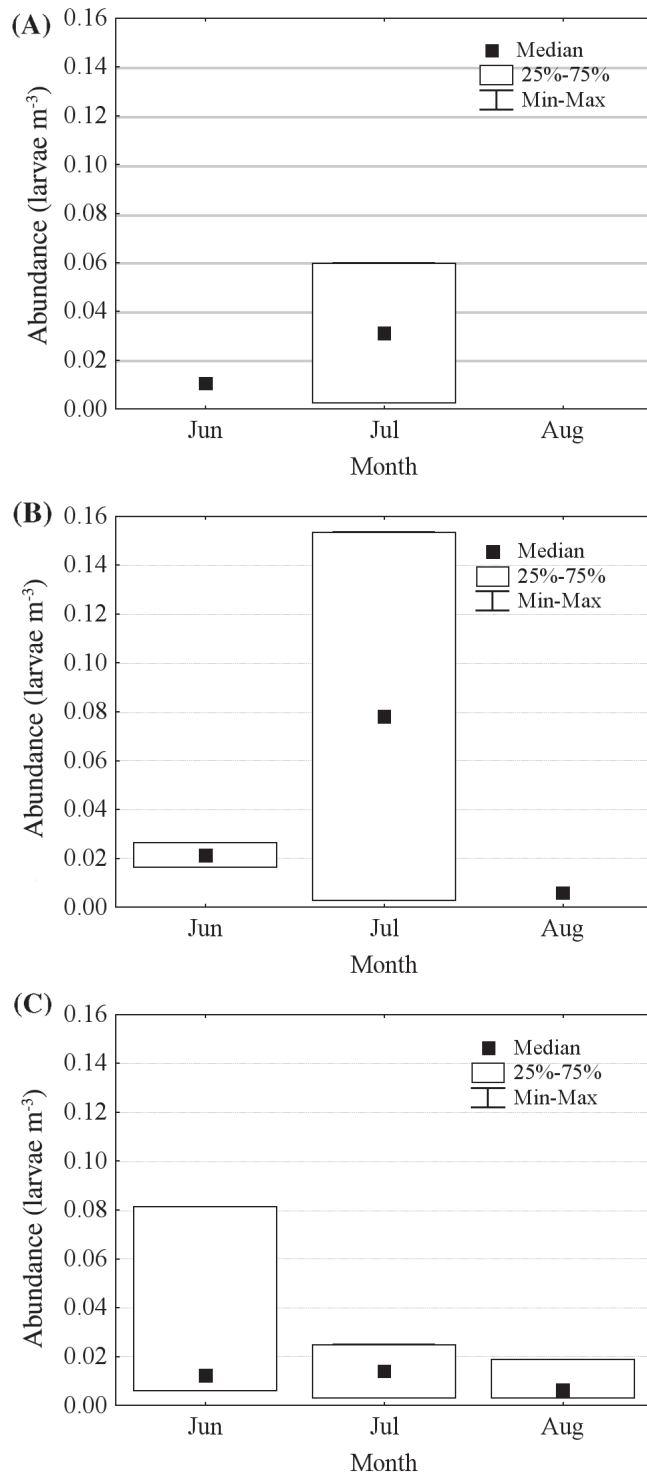 (A)
0.16
0.14
0.12
0.10
0.08
0.06
0.04
0.02
0.00
Abundance (larvae m-3)
Median
25%-75%
Min-Max
Jun Jul Aug
Month
(B)
0.16
0.14
0.12
0.10
0.08
0.06
0.04
0.02
0.00
Abundance (larvae m-3)
Median
25%-75%
Min-Max
Jun Jul Aug
Month
(C)
0.16
0.14
0.12
0.10
0.08
0.06
0.04
0.02
0.00
Abundance (larvae m-3)
Median
25%-75%
Min-Max
Jun Jul Aug
Month